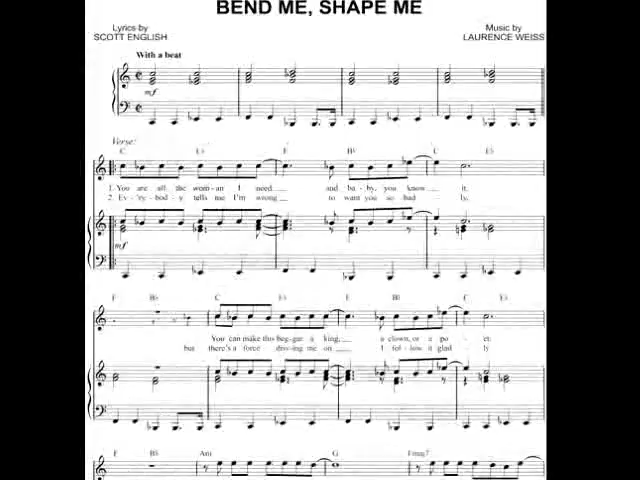 BEND ME, SHAPE ME
Lyrics by
SCOTT ENGLISH
Music by
LAURENCE WEISS
With a beat
mf
Verse:
C E♭ F B♭ C E♭
1. You are all the wom-an I need and ba-by, you know it.
2. Ev-'ry-bod-y tells me I'm wrong to want you so bad-ly,
mf
F B♭ C E♭ F B♭ C E♭
You can make this beg-gar a king, a clown, or a po-et.
but there's a force driv-ing me on I fol-low it glad-ly
F B♭ Am G Fmaj7